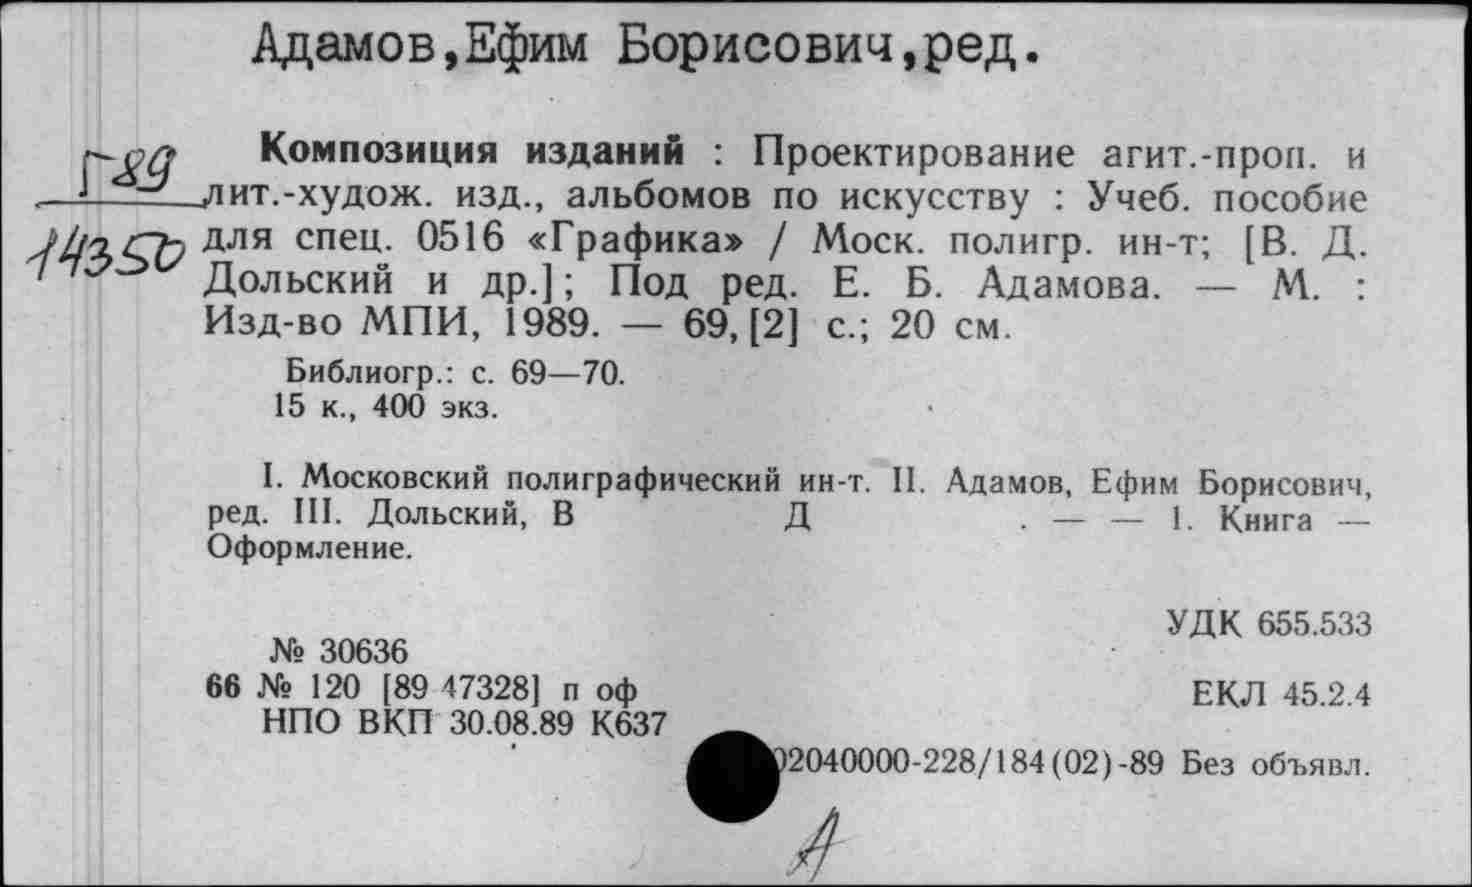 Адамов,Ефим Борисович,ред.
Г89
14350
Композиция изданий : Проектирование агит.-проп. и
лит.-худож. изд., альбомов по искусству : Учеб. пособие
для спец. 0516 «Графика» / Моск. полигр. ин-т; [В. Д.
Дольский и др.]; Под ред. Е. Б. Адамова. — М. :
Изд-во МПИ, 1989. — 69, [2] с.; 20 см.
Библиогр.: с. 69—70.
15 к., 400 экз.
I. Московский полиграфический ин-т. II. Адамов, Ефим Борисович,
ред. III. Дольский, В Д . — — 1. Книга —
Оформление.
УДК 655.533
№ 30636
66 № 120 [89 47328] п оф
ЕКЛ 45.2.4
НПО ВКП 30.08.89 К637
02040000-228/184(02)-89 Без объявл.
А